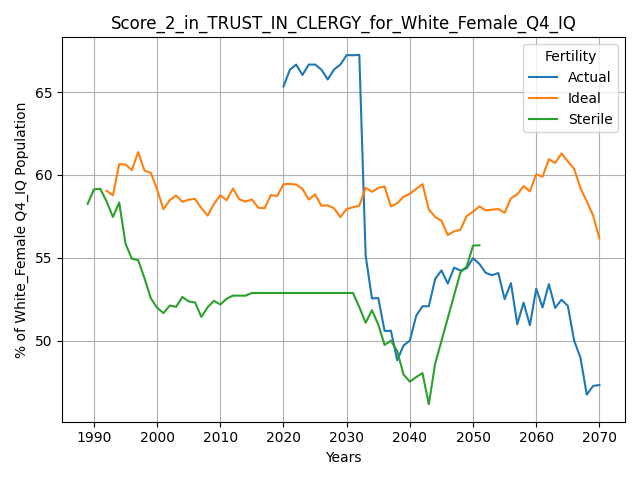 Score_2_in_TRUST_IN_CLERGY_for_White_Female_Q4_IQ
% of White_Female Q4_IQ Population
65
60
55
50
Fertility
Actual
Ideal
Sterile
1990 2000 2010 2020 2030 2040 2050 2060 2070
Years